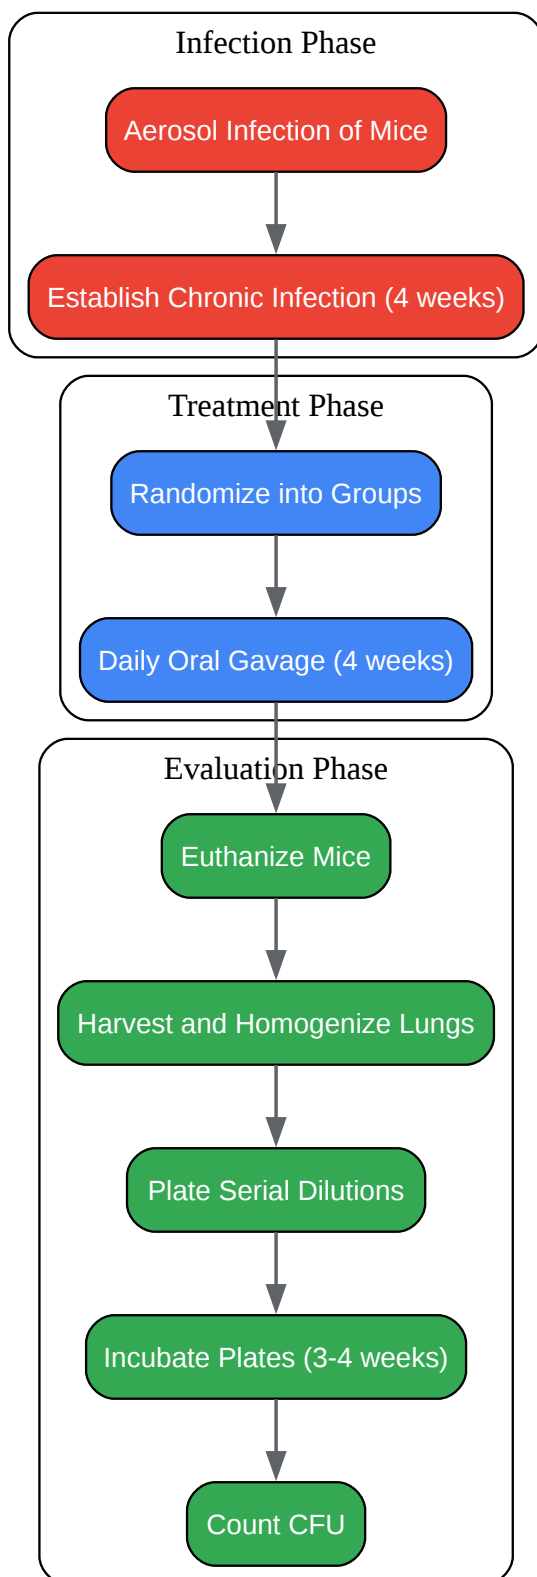 Infection Phase
Aerosol Infection of Mice
Establish Chronic Infection (4 weeks)
Treatment Phase
Randomize into Groups
Daily Oral Gavage (4 weeks)
Evaluation Phase
Euthanize Mice
Harvest and Homogenize Lungs
Plate Serial Dilutions
Incubate Plates (3-4 weeks)
Count CFU